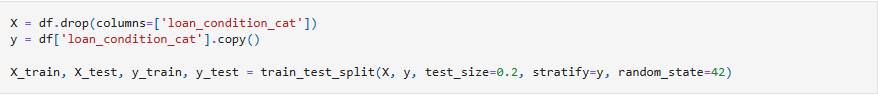 X = df.drop(columns=['loan_condition_cat'])
y = df['loan_condition_cat'].copy()
X_train, X_test, y_train, y_test = train_test_split(X, y, test_size=0.2, stratify=y, random_state=42)